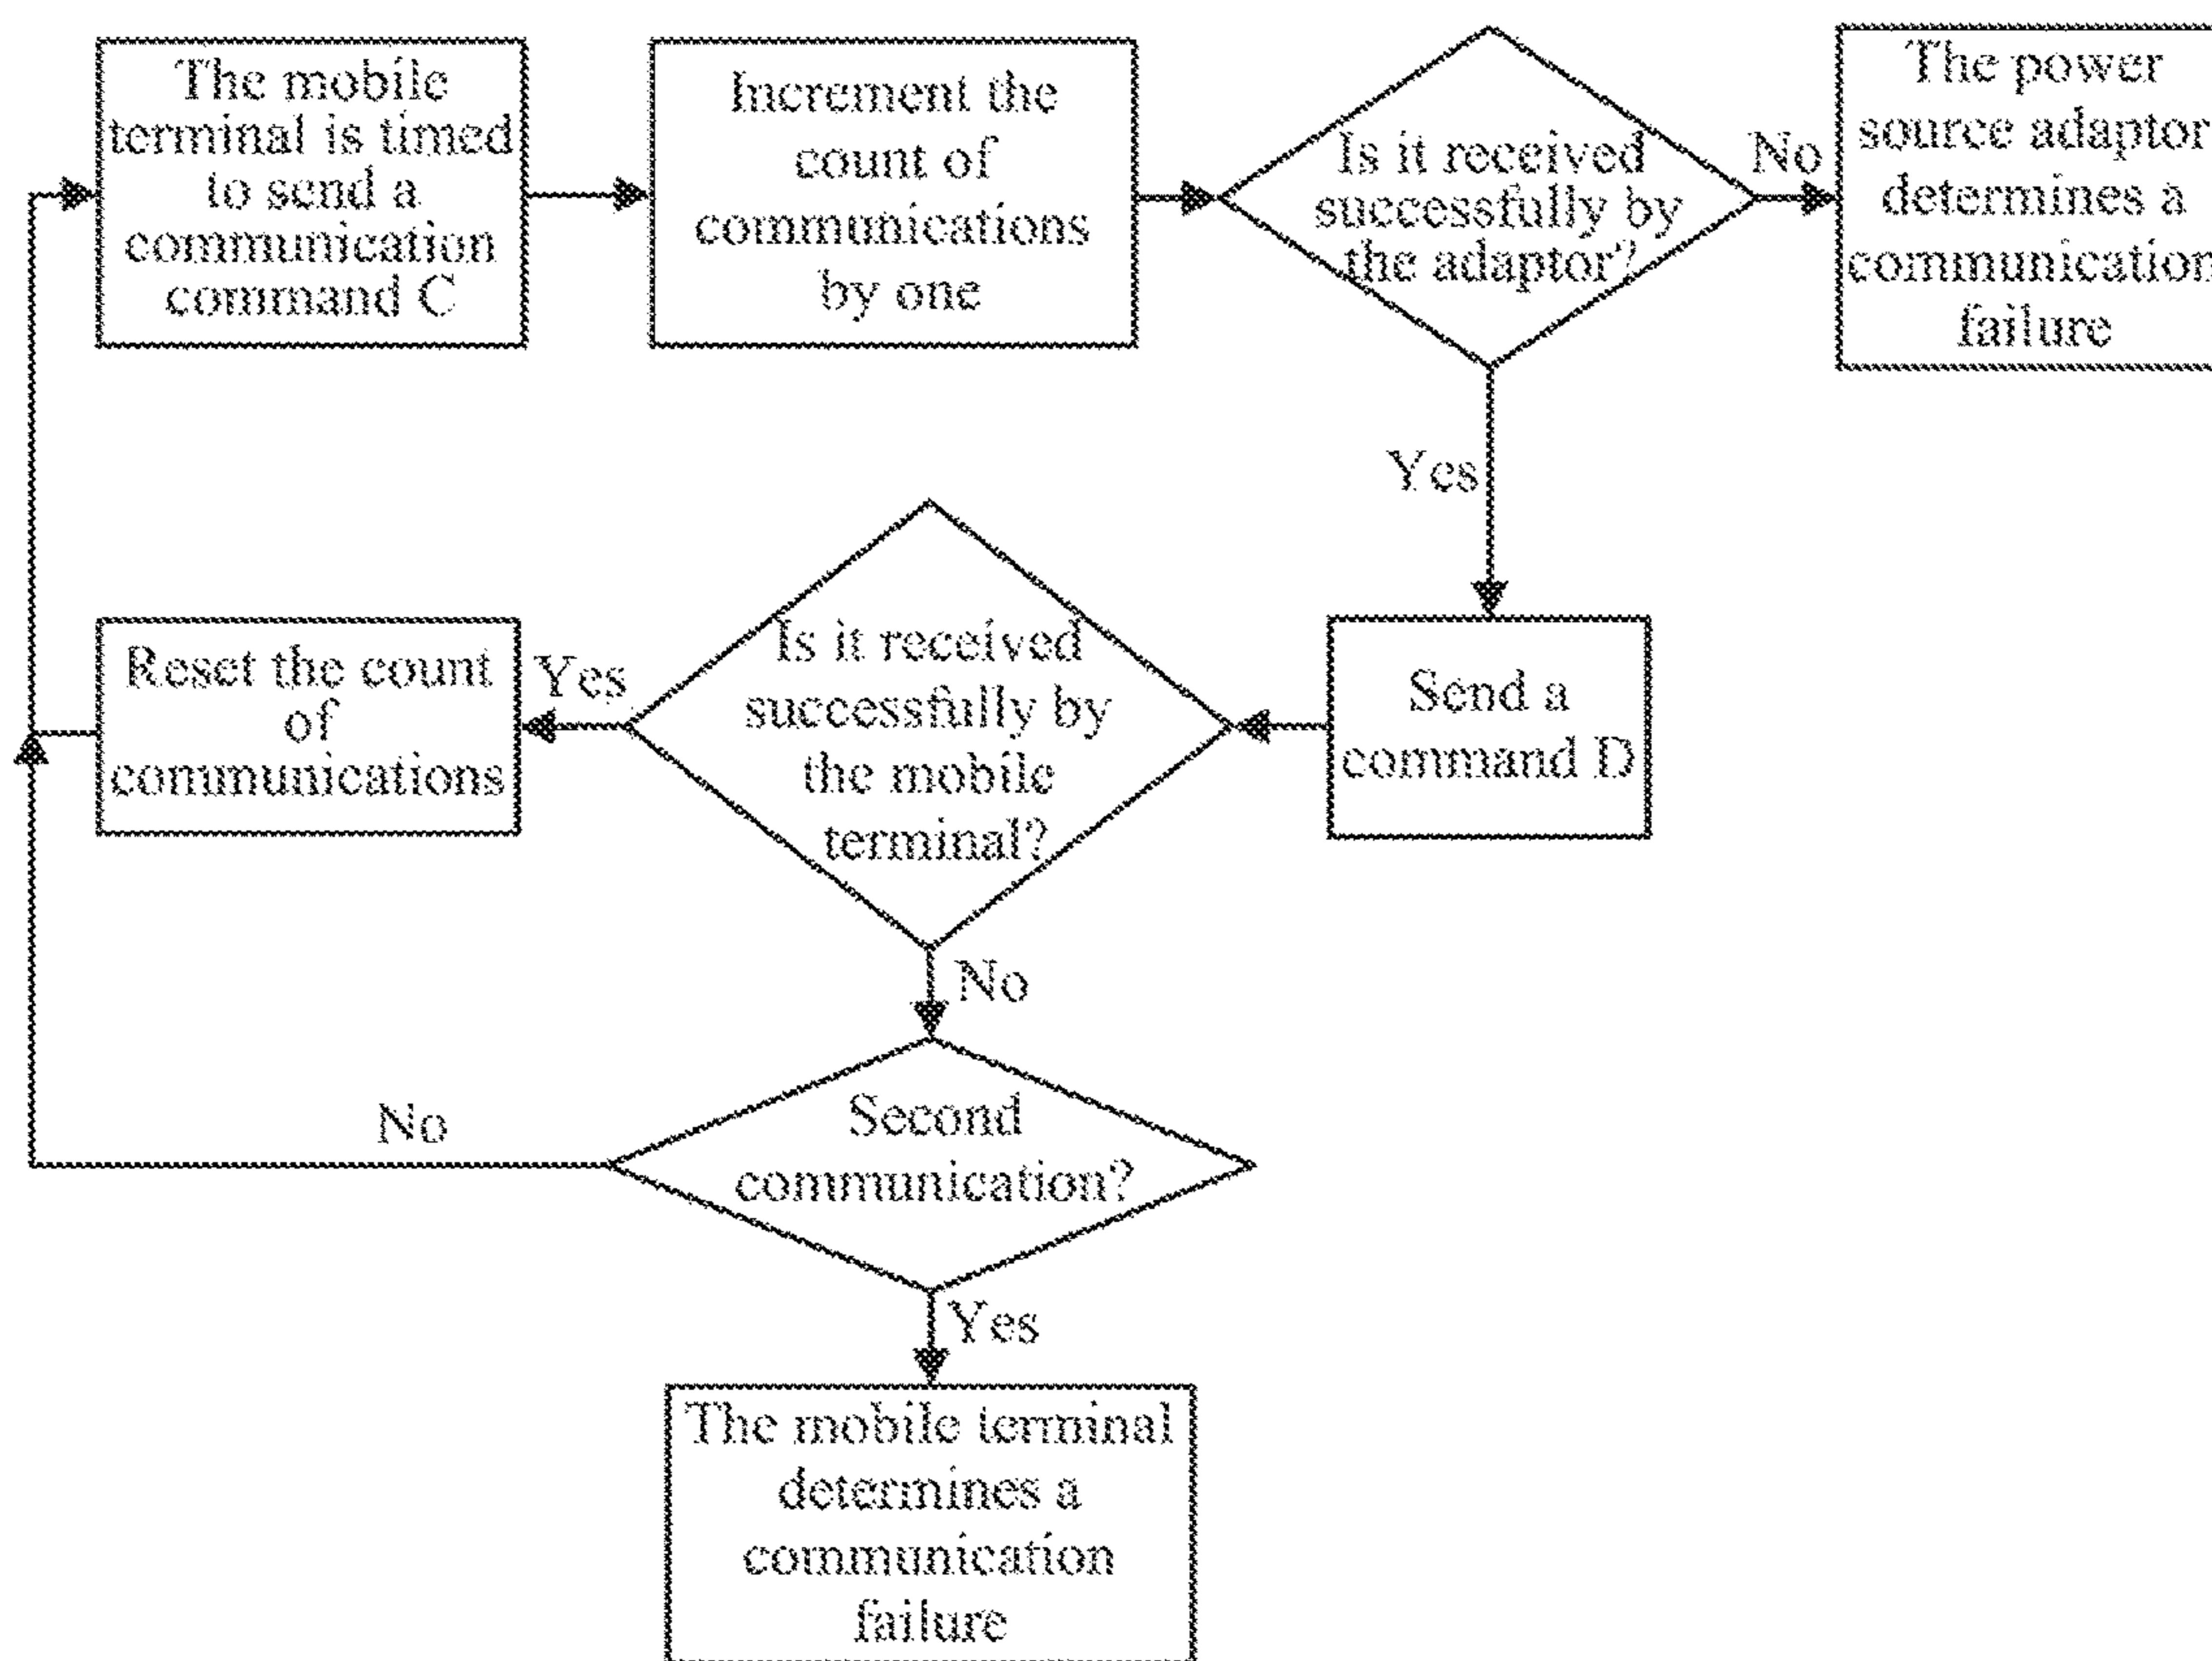 The mobile
terminal is timed
to send a
communication
command C
Increment the
count of
communications
by one
Is it received
successfully by
the adaptor?
No
The power
source adaptor
determines a
communication
failure
Yes
Send a
command D
Is it received
successfully by
the mobile
terminal?
Yes
Reset the count
of
communications
No
Second
communication?
No
Yes
The mobile terminal
determines a
communication
failure